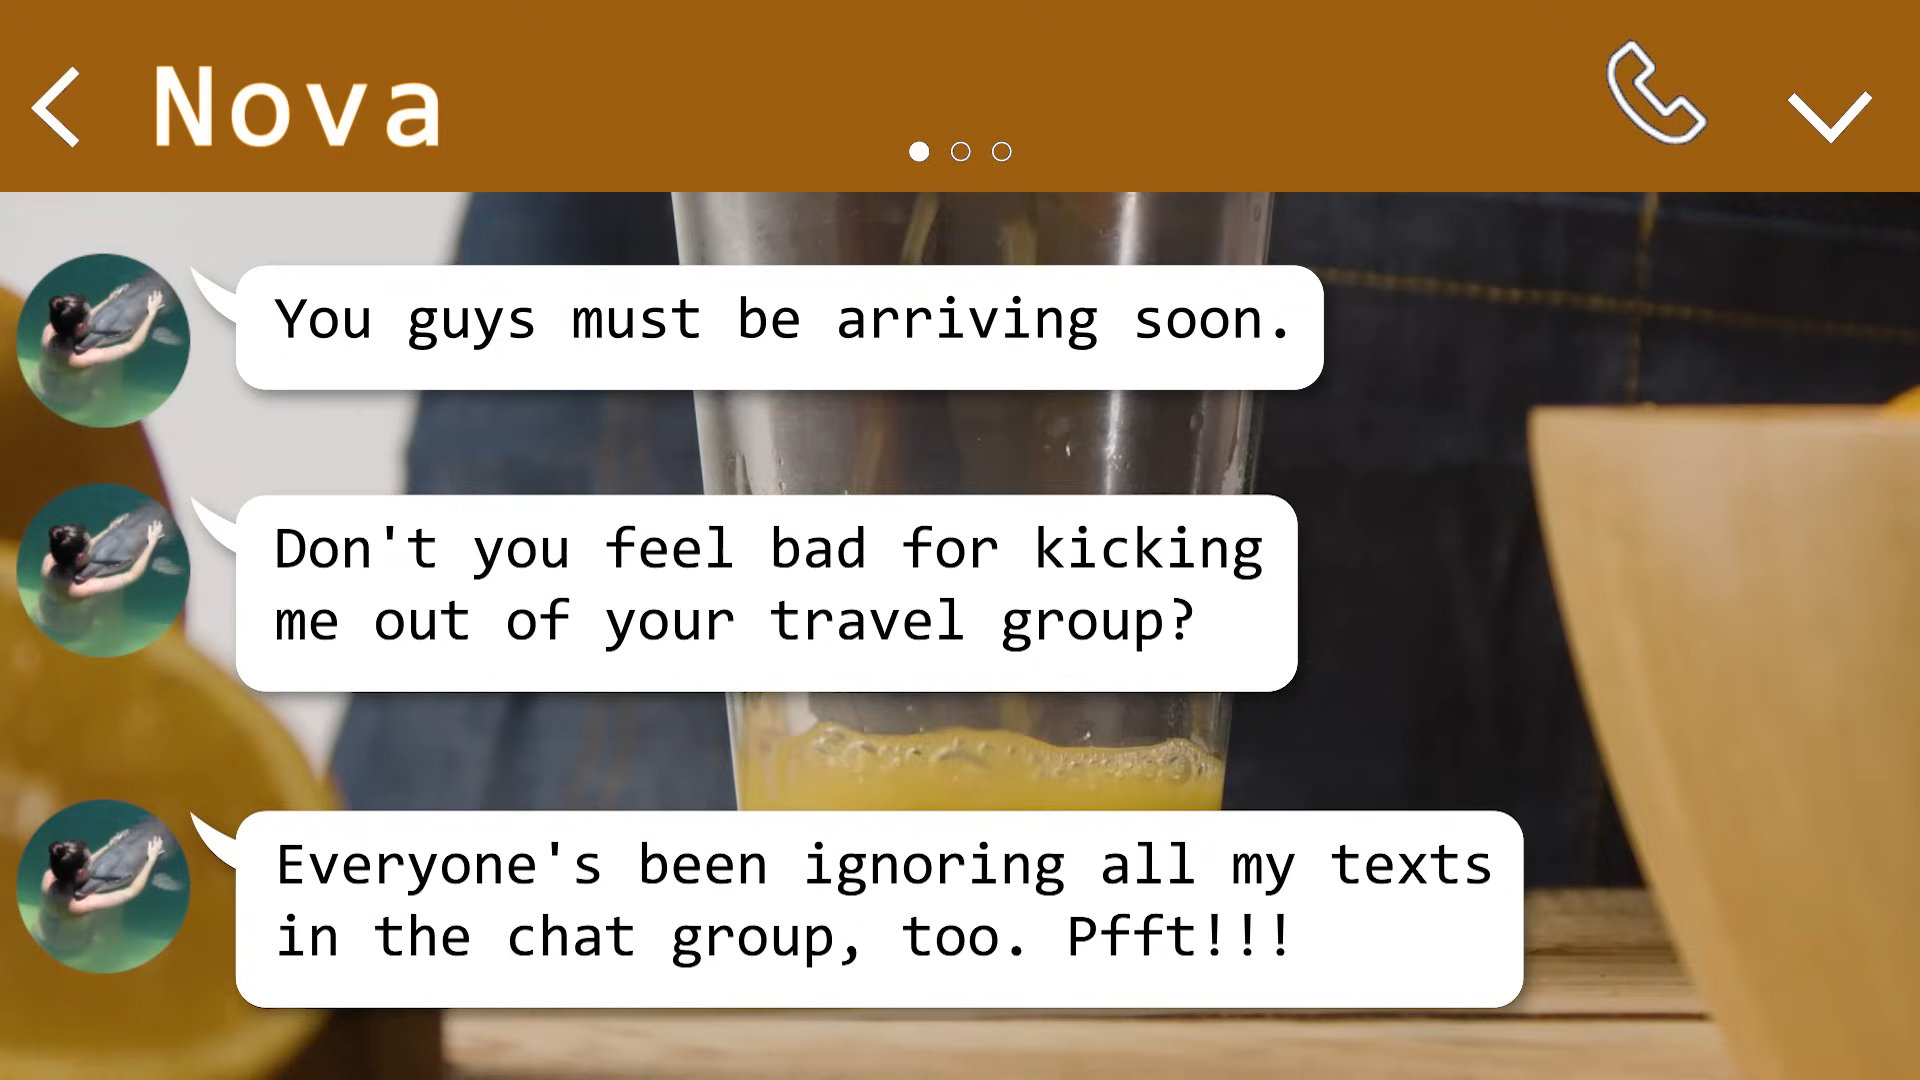 Nova
You guys must be arriving soon.
Don't you feel bad for kicking
me out of your travel group?
Everyone's been ignoring all my texts
in the chat group, too. Pfft!!!